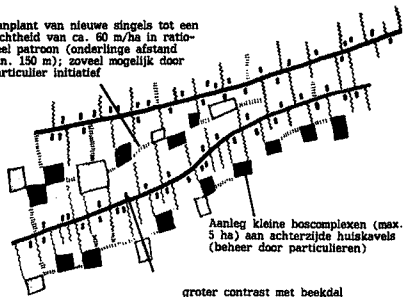 anplant van nieuwe singels tot een
chtheid van ca. 60 m/ha in ratio-
eel patroon (onderlinge afstand
n. 150 m); zoveel mogelijk door
articulier initiatief
Aanleg kleine boscomplexen (max.
5 ha) aan achterzijde huiskavels
(beheer door particulieren)
groter contrast met beekdal